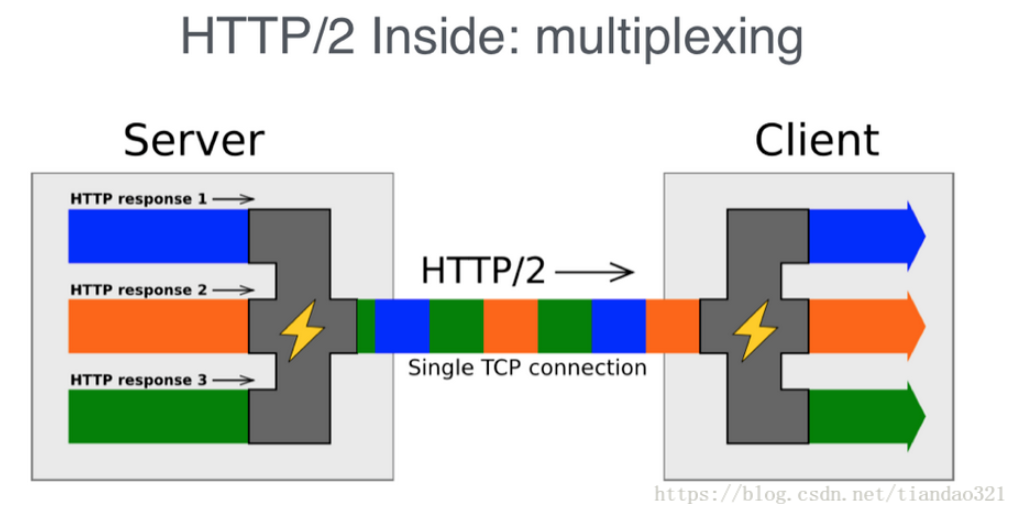 HTTP/2 Inside: multiplexing
Server
Client
HTTP response 1
HTTP response 2
HTTP response 3
HTTP/2
Single TCP connection
https://blog.csdn.net/tiandao321